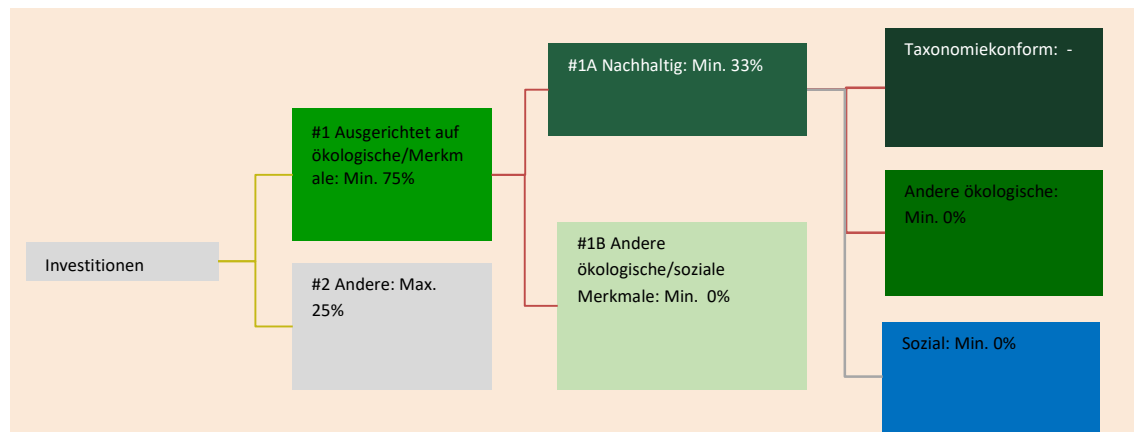 Investitionen
#1 Ausgerichtet auf
ökologische/Merkm
ale: Min. 75%
#2 Andere: Max.
25%
#1A Nachhaltig: Min. 33%
#1B Andere
ökologische/soziale
Merkmale: Min. 0%
Taxonomiekonform: -
Andere ökologische:
Min. 0%
Sozial: Min. 0%